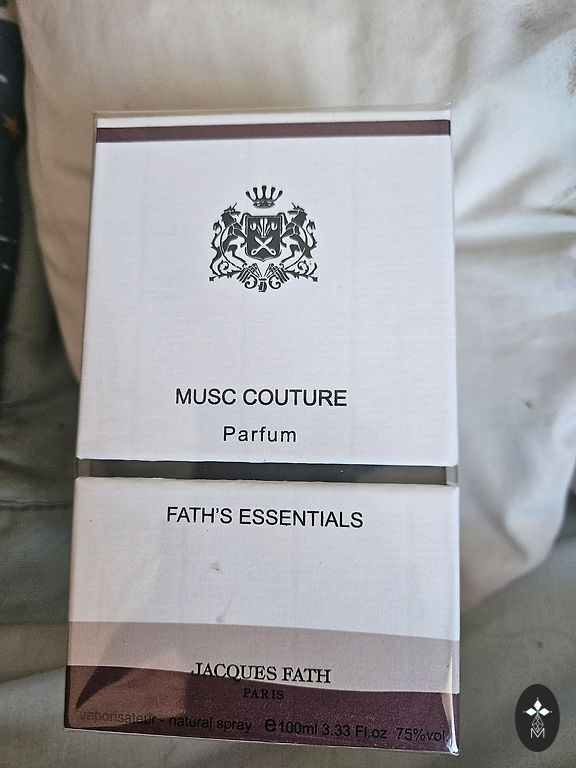 MUSC COUTURE
Parfum
FATH'S ESSENTIALS
JACQUES FATH
PARIS
vaporisateur - natural spray ℮100ml 3.33 Fl.oz 75%vol
M